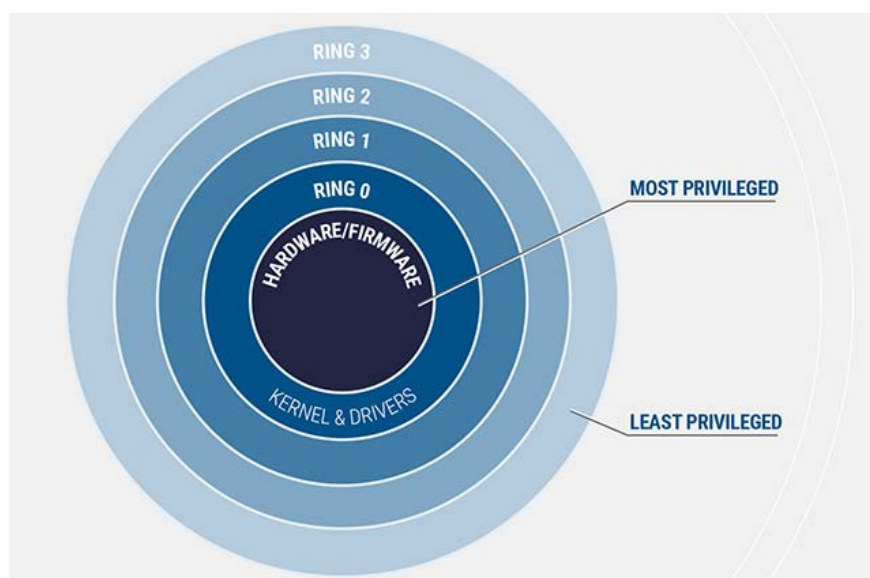 RING 3
RING 2
RING 1
RING 0
HARDWARE/FIRMWARE
KERNEL & DRIVERS
MOST PRIVILEGED
LEAST PRIVILEGED